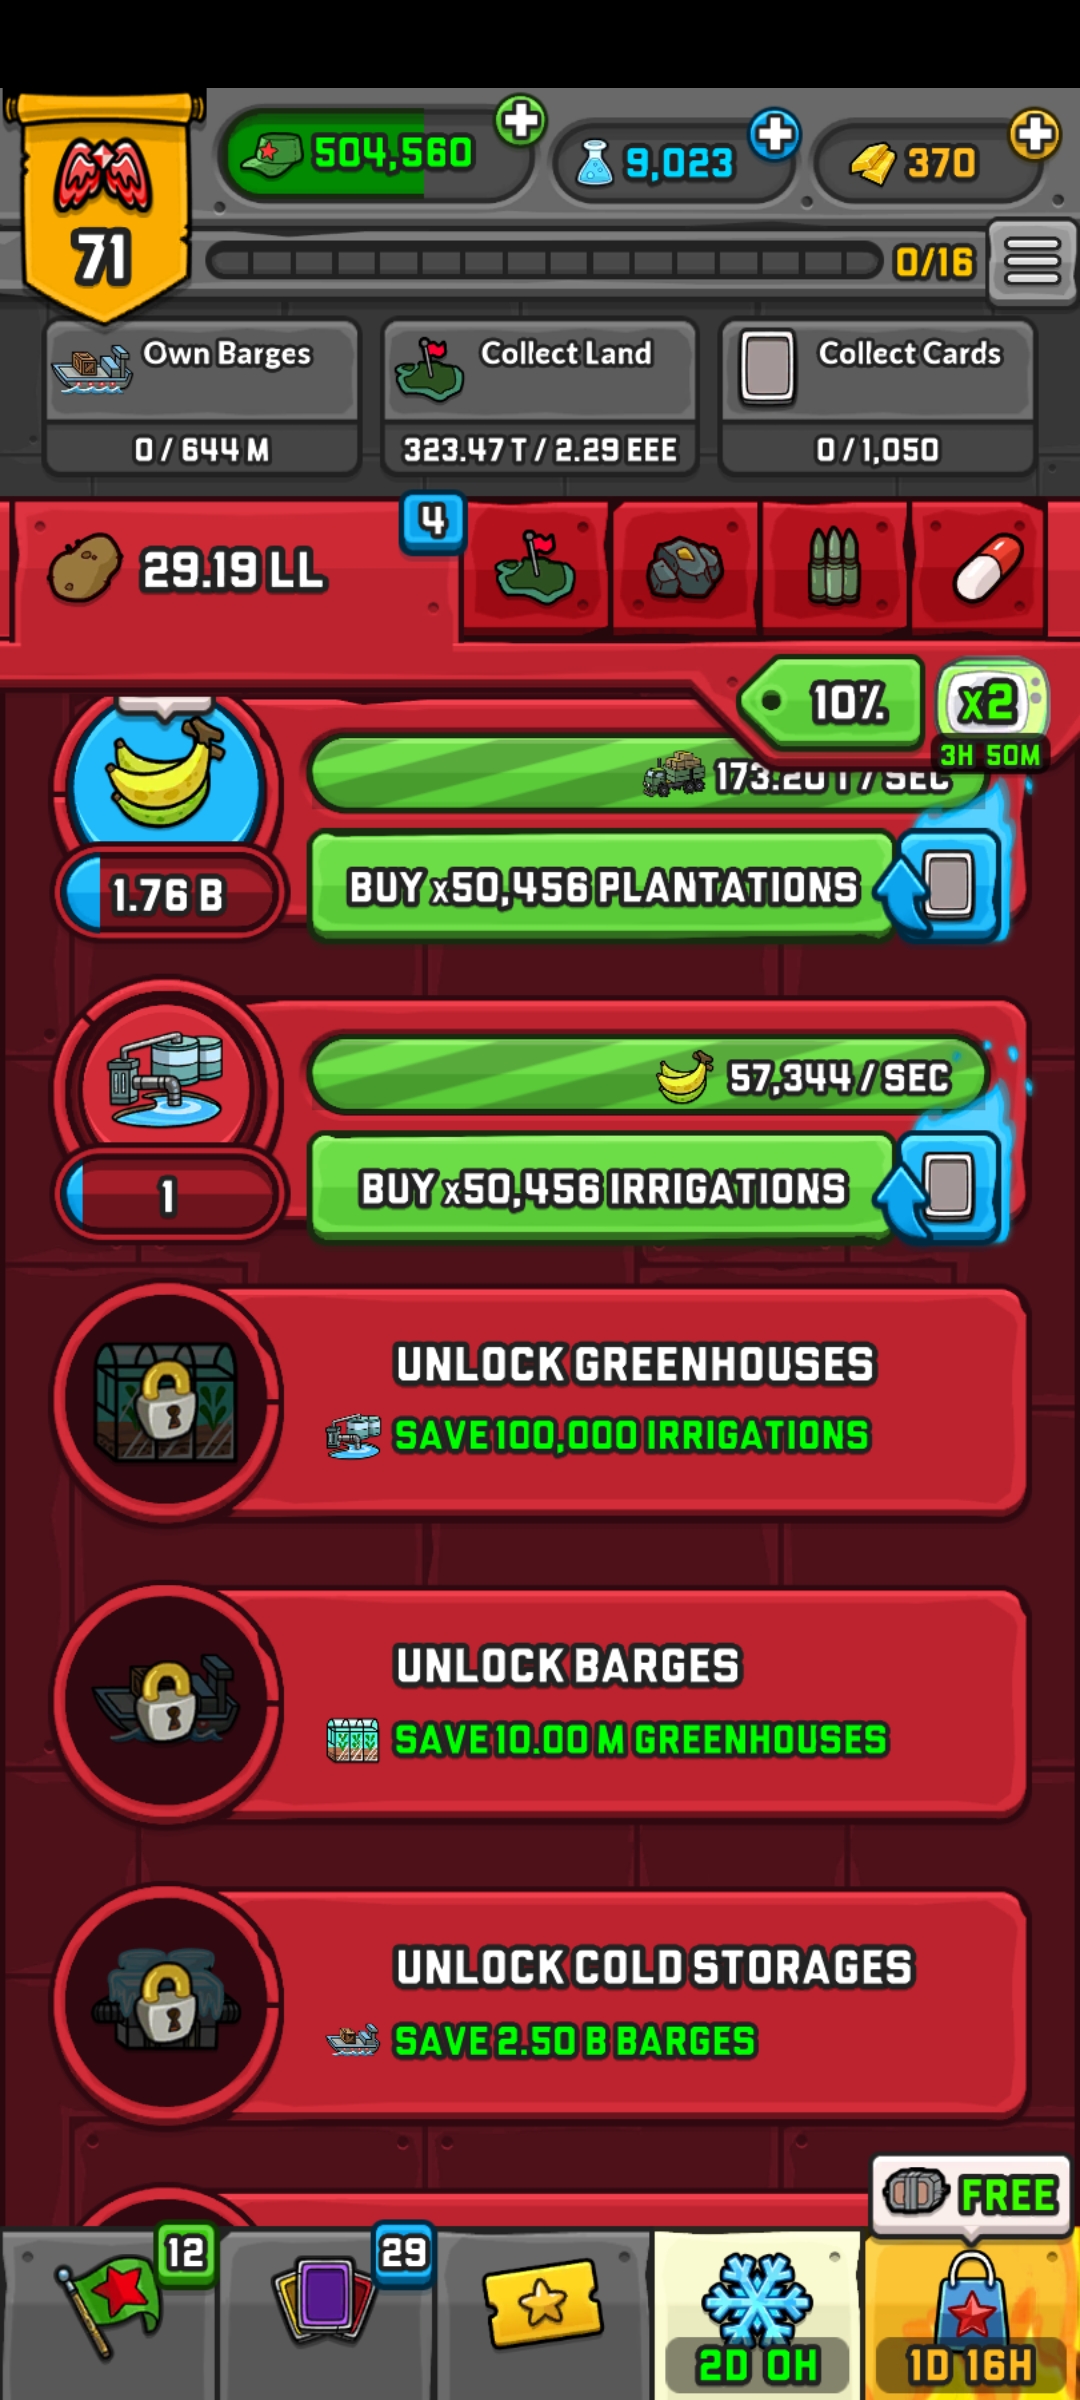 504,560
9,023
370
71
0/16
Own Barges
0 / 644 M
Collect Land
323.47 T / 2.29 EEE
Collect Cards
0 / 1,050
29.19 LL
4
10%
x2
3H 50M
173.20 T / SEC
1.76 B
BUY x50,456 PLANTATIONS
57,344 / SEC
1
BUY x50,456 IRRIGATIONS
UNLOCK GREENHOUSES
SAVE 100,000 IRRIGATIONS
UNLOCK BARGES
SAVE 10.00 M GREENHOUSES
UNLOCK COLD STORAGES
SAVE 2.50 B BARGES
FREE
12
29
2D 0H
1D 16H